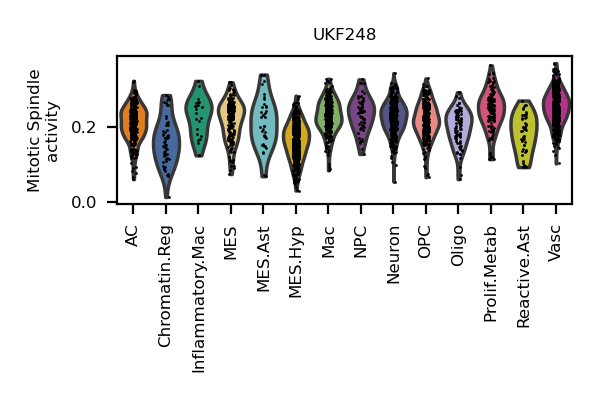 UKF248
Mitotic Spindle
activity
0.2
0.0
AC
Chromatin.Reg
Inflammatory.Mac
MES
MES.Ast
MES.Hyp
Mac
NPC
Neuron
OPC
Oligo
Prolif.Metab
Reactive.Ast
Vasc